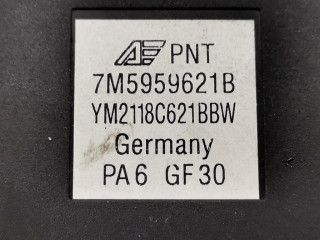 PNT
7M5959621B
YM2118C621BBW
Germany
PA6 GF30